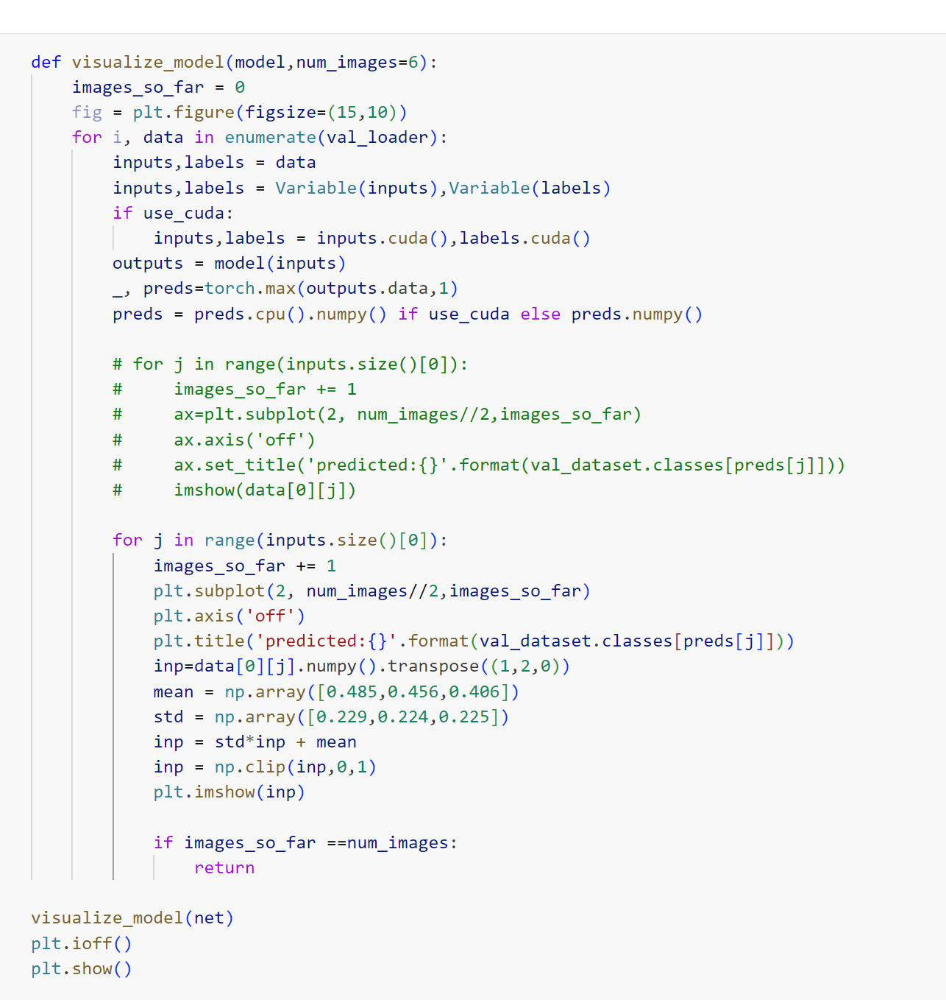 def visualize_model(model,num_images=6):
    images_so_far = 0
    fig = plt.figure(figsize=(15,10))
    for i, data in enumerate(val_loader):
        inputs,labels = data
        inputs,labels = Variable(inputs),Variable(labels)
        if use_cuda:
            inputs,labels = inputs.cuda(),labels.cuda()
        outputs = model(inputs)
        _, preds=torch.max(outputs.data,1)
        preds = preds.cpu().numpy() if use_cuda else preds.numpy()

        # for j in range(inputs.size()[0]):
        #     images_so_far += 1
        #     ax=plt.subplot(2, num_images//2,images_so_far)
        #     ax.axis('off')
        #     ax.set_title('predicted:{}'.format(val_dataset.classes[preds[j]]))
        #     imshow(data[0][j])

        for j in range(inputs.size()[0]):
            images_so_far += 1
            plt.subplot(2, num_images//2,images_so_far)
            plt.axis('off')
            plt.title('predicted:{}'.format(val_dataset.classes[preds[j]]))
            inp=data[0][j].numpy().transpose((1,2,0))
            mean = np.array([0.485,0.456,0.406])
            std = np.array([0.229,0.224,0.225])
            inp = std*inp + mean
            inp = np.clip(inp,0,1)
            plt.imshow(inp)

            if images_so_far ==num_images:
                return

visualize_model(net)
plt.ioff()
plt.show()